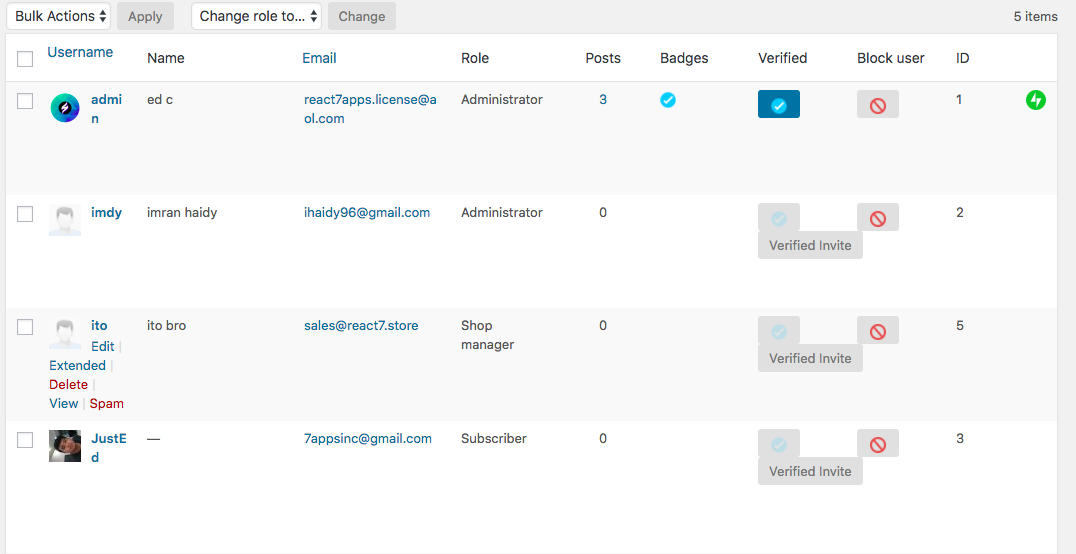 Bulk Actions Apply Change role to... Change 5 items
Username Name Email Role Posts Badges Verified Block user ID
admi ed c react7apps.license@a Administrator 3 1
n ol.com
imdy imran haidy ihaidy96@gmail.com Administrator 0 2
Verified Invite
ito ito bro sales@react7.store Shop 0 5
Edit | manager
Verified Invite
Extended |
Delete |
View | Spam
JustE — 7appsinc@gmail.com Subscriber 0 3
d
Verified Invite